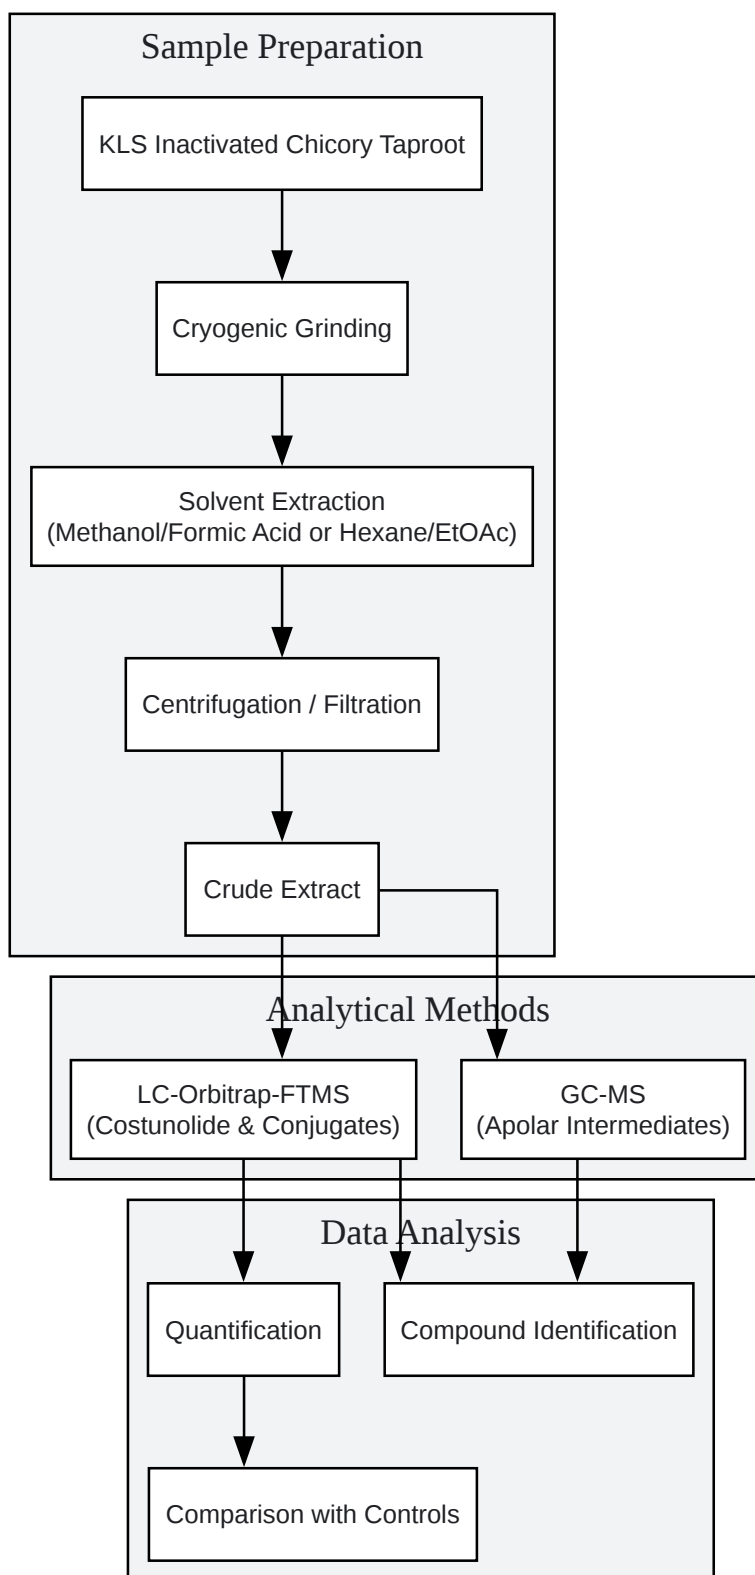 Sample Preparation
KLS Inactivated Chicory Taproot
Cryogenic Grinding
Solvent Extraction
(Methanol/Formic Acid or Hexane/EtOAc)
Centrifugation / Filtration
Crude Extract
Analytical Methods
LC-Orbitrap-FTMS
(Costunolide & Conjugates)
GC-MS
(Apolar Intermediates)
Data Analysis
Quantification
Compound Identification
Comparison with Controls